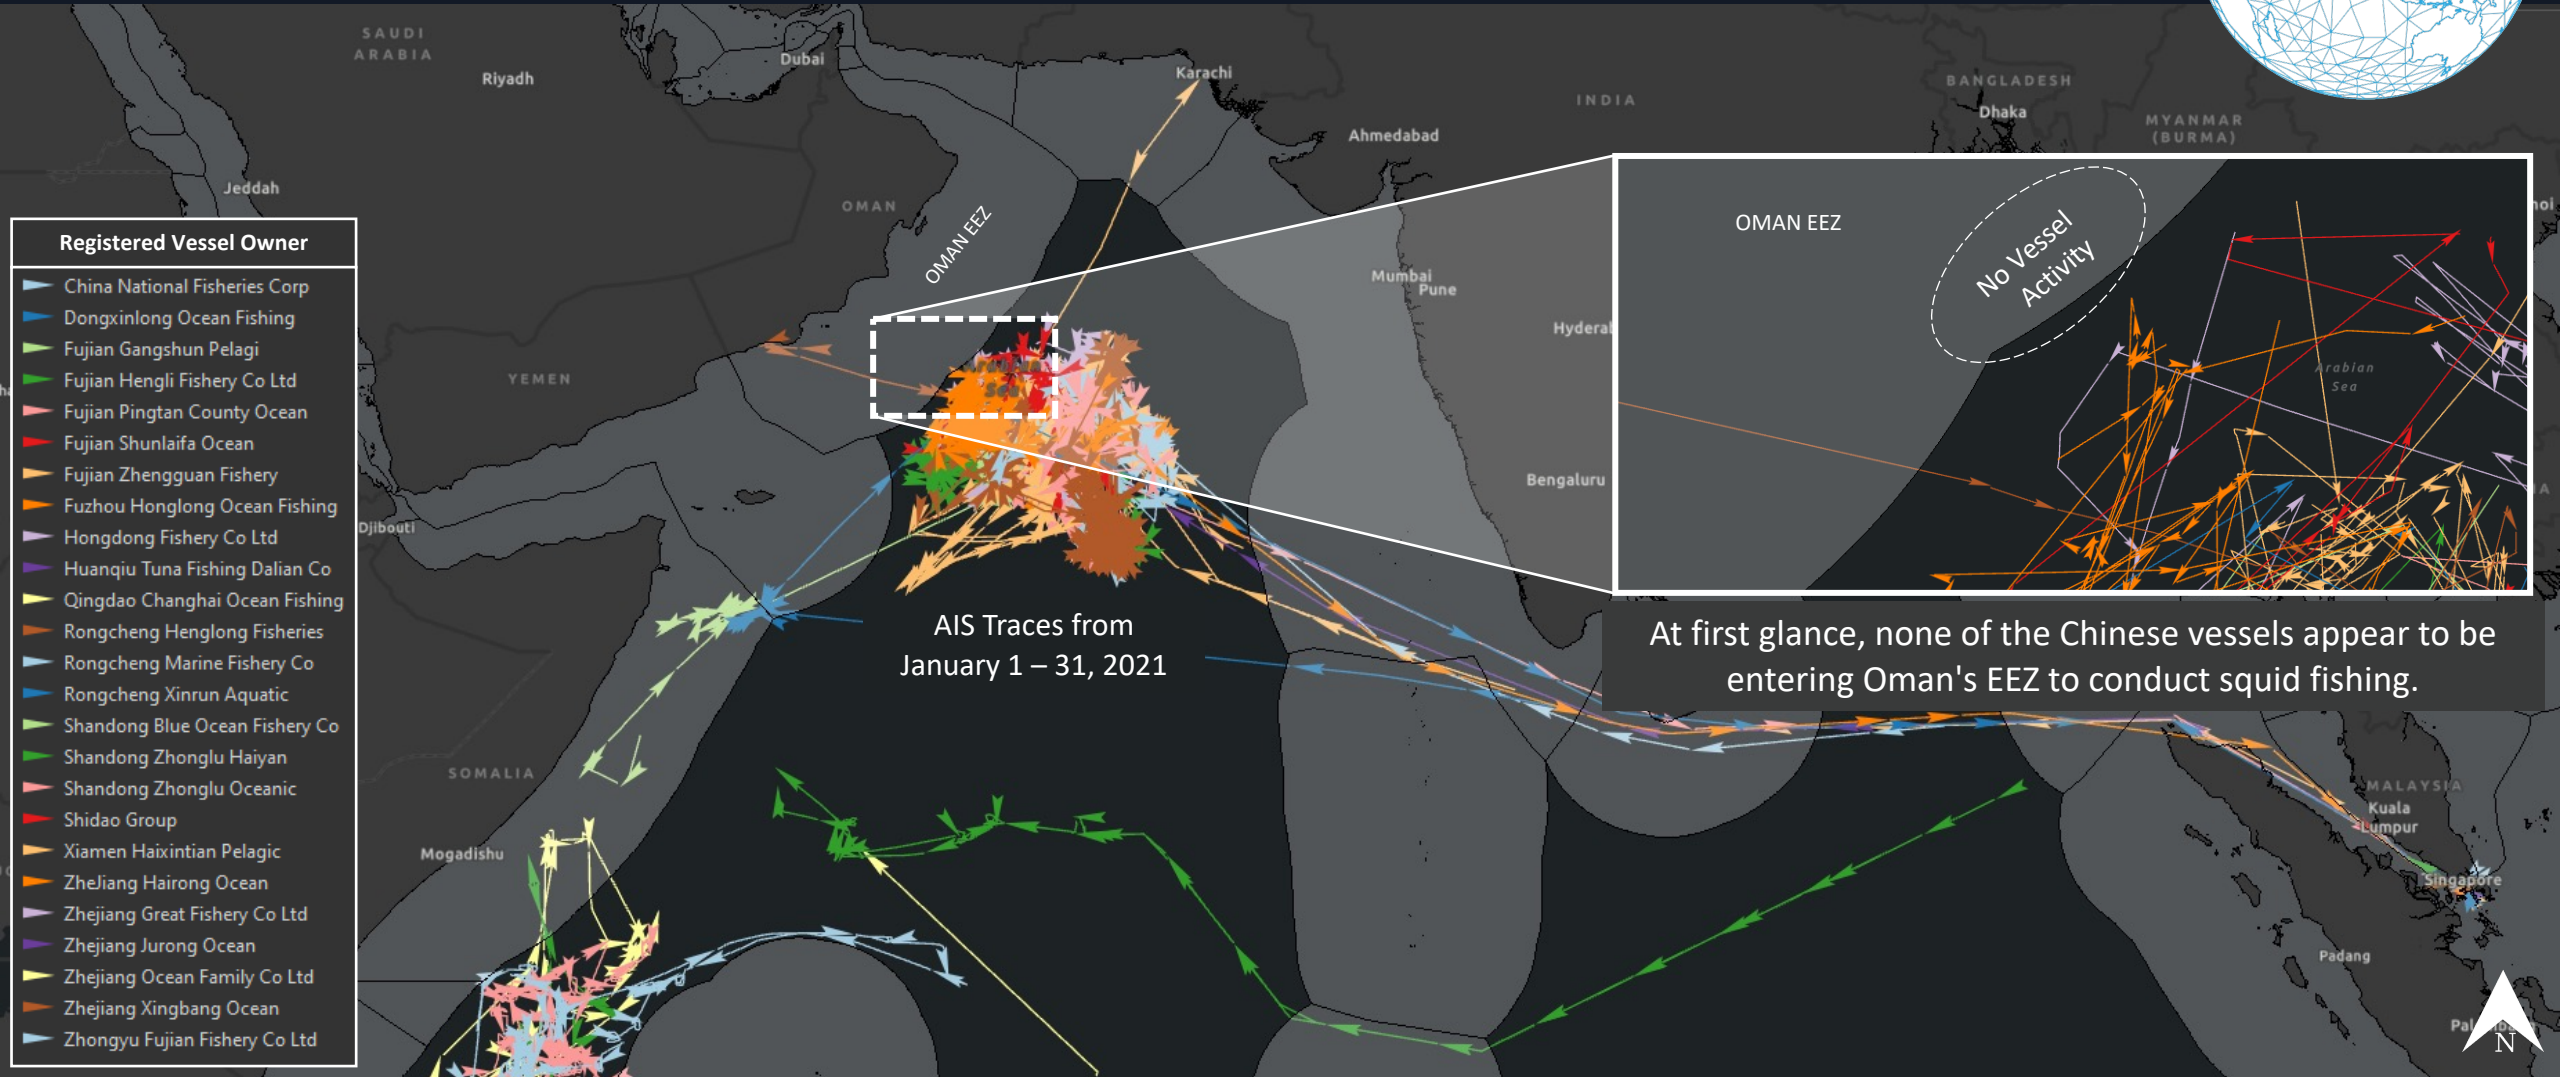 SAUDI
ARABIA
Riyadh
Dubai
Karachi
INDIA
Ahmedabad
BANGLADESH
Dhaka
MYANMAR
(BURMA)
Jeddah
OMAN
OMAN EEZ
Mumbai
Pune
YEMEN
Bengaluru
Djibouti
SOMALIA
Mogadishu
MALAYSIA
Kuala
Lumpur
Singapore
Padang
Registered Vessel Owner
China National Fisheries Corp
Dongxinlong Ocean Fishing
Fujian Gangshun Pelagi
Fujian Hengli Fishery Co Ltd
Fujian Pingtan County Ocean
Fujian Shunlaifa Ocean
Fujian Zhengguan Fishery
Fuzhou Honglong Ocean Fishing
Hongdong Fishery Co Ltd
Huanqiu Tuna Fishing Dalian Co
Qingdao Changhai Ocean Fishing
Rongcheng Henglong Fisheries
Rongcheng Marine Fishery Co
Rongcheng Xinrun Aquatic
Shandong Blue Ocean Fishery Co
Shandong Zhonglu Haiyan
Shandong Zhonglu Oceanic
Shidao Group
Xiamen Haixintian Pelagic
ZheJiang Hairong Ocean
Zhejiang Great Fishery Co Ltd
Zhejiang Jurong Ocean
Zhejiang Ocean Family Co Ltd
Zhejiang Xingbang Ocean
Zhongyu Fujian Fishery Co Ltd
AIS Traces from
January 1 – 31, 2021
OMAN EEZ
No Vessel
Activity
Arabian
Sea
At first glance, none of the Chinese vessels appear to be
entering Oman's EEZ to conduct squid fishing.
N